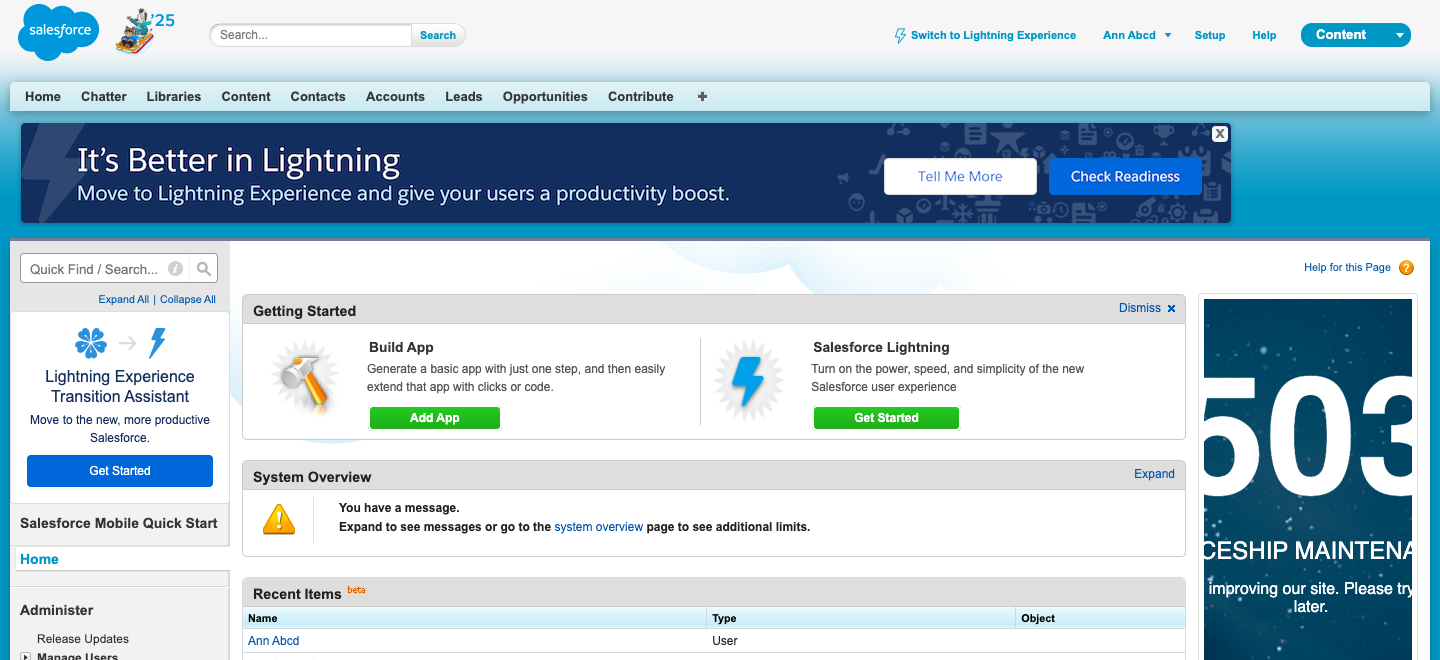 salesforce
'25
Search...
Search
Switch to Lightning Experience
Ann Abcd
Setup
Help
Content
Home
Chatter
Libraries
Content
Contacts
Accounts
Leads
Opportunities
Contribute
+
It's Better in Lightning
Move to Lightning Experience and give your users a productivity boost.
Tell Me More
Check Readiness
X
Quick Find / Search...
i
Expand All | Collapse All
Lightning Experience
Transition Assistant
Move to the new, more productive
Salesforce.
Get Started
Salesforce Mobile Quick Start
Home
Administer
Release Updates
Manage Users
Help for this Page
?
Getting Started
Dismiss x
Build App
Generate a basic app with just one step, and then easily
extend that app with clicks or code.
Add App
Salesforce Lightning
Turn on the power, speed, and simplicity of the new
Salesforce user experience
Get Started
System Overview
Expand
You have a message.
Expand to see messages or go to the system overview page to see additional limits.
Recent Items beta
Name Type Object
Ann Abcd User
503
CESHIP MAINTENA
improving our site. Please try
later.